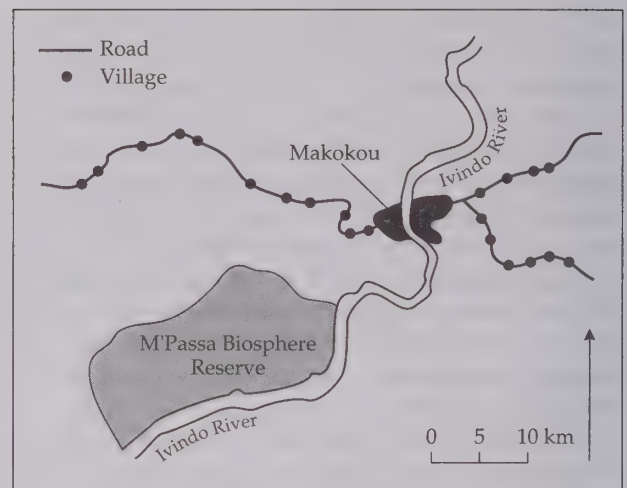 Road
Village
Makokou
Ivindo River
M'Passa Biosphere
Reserve
Ivindo River
0 5 10 km